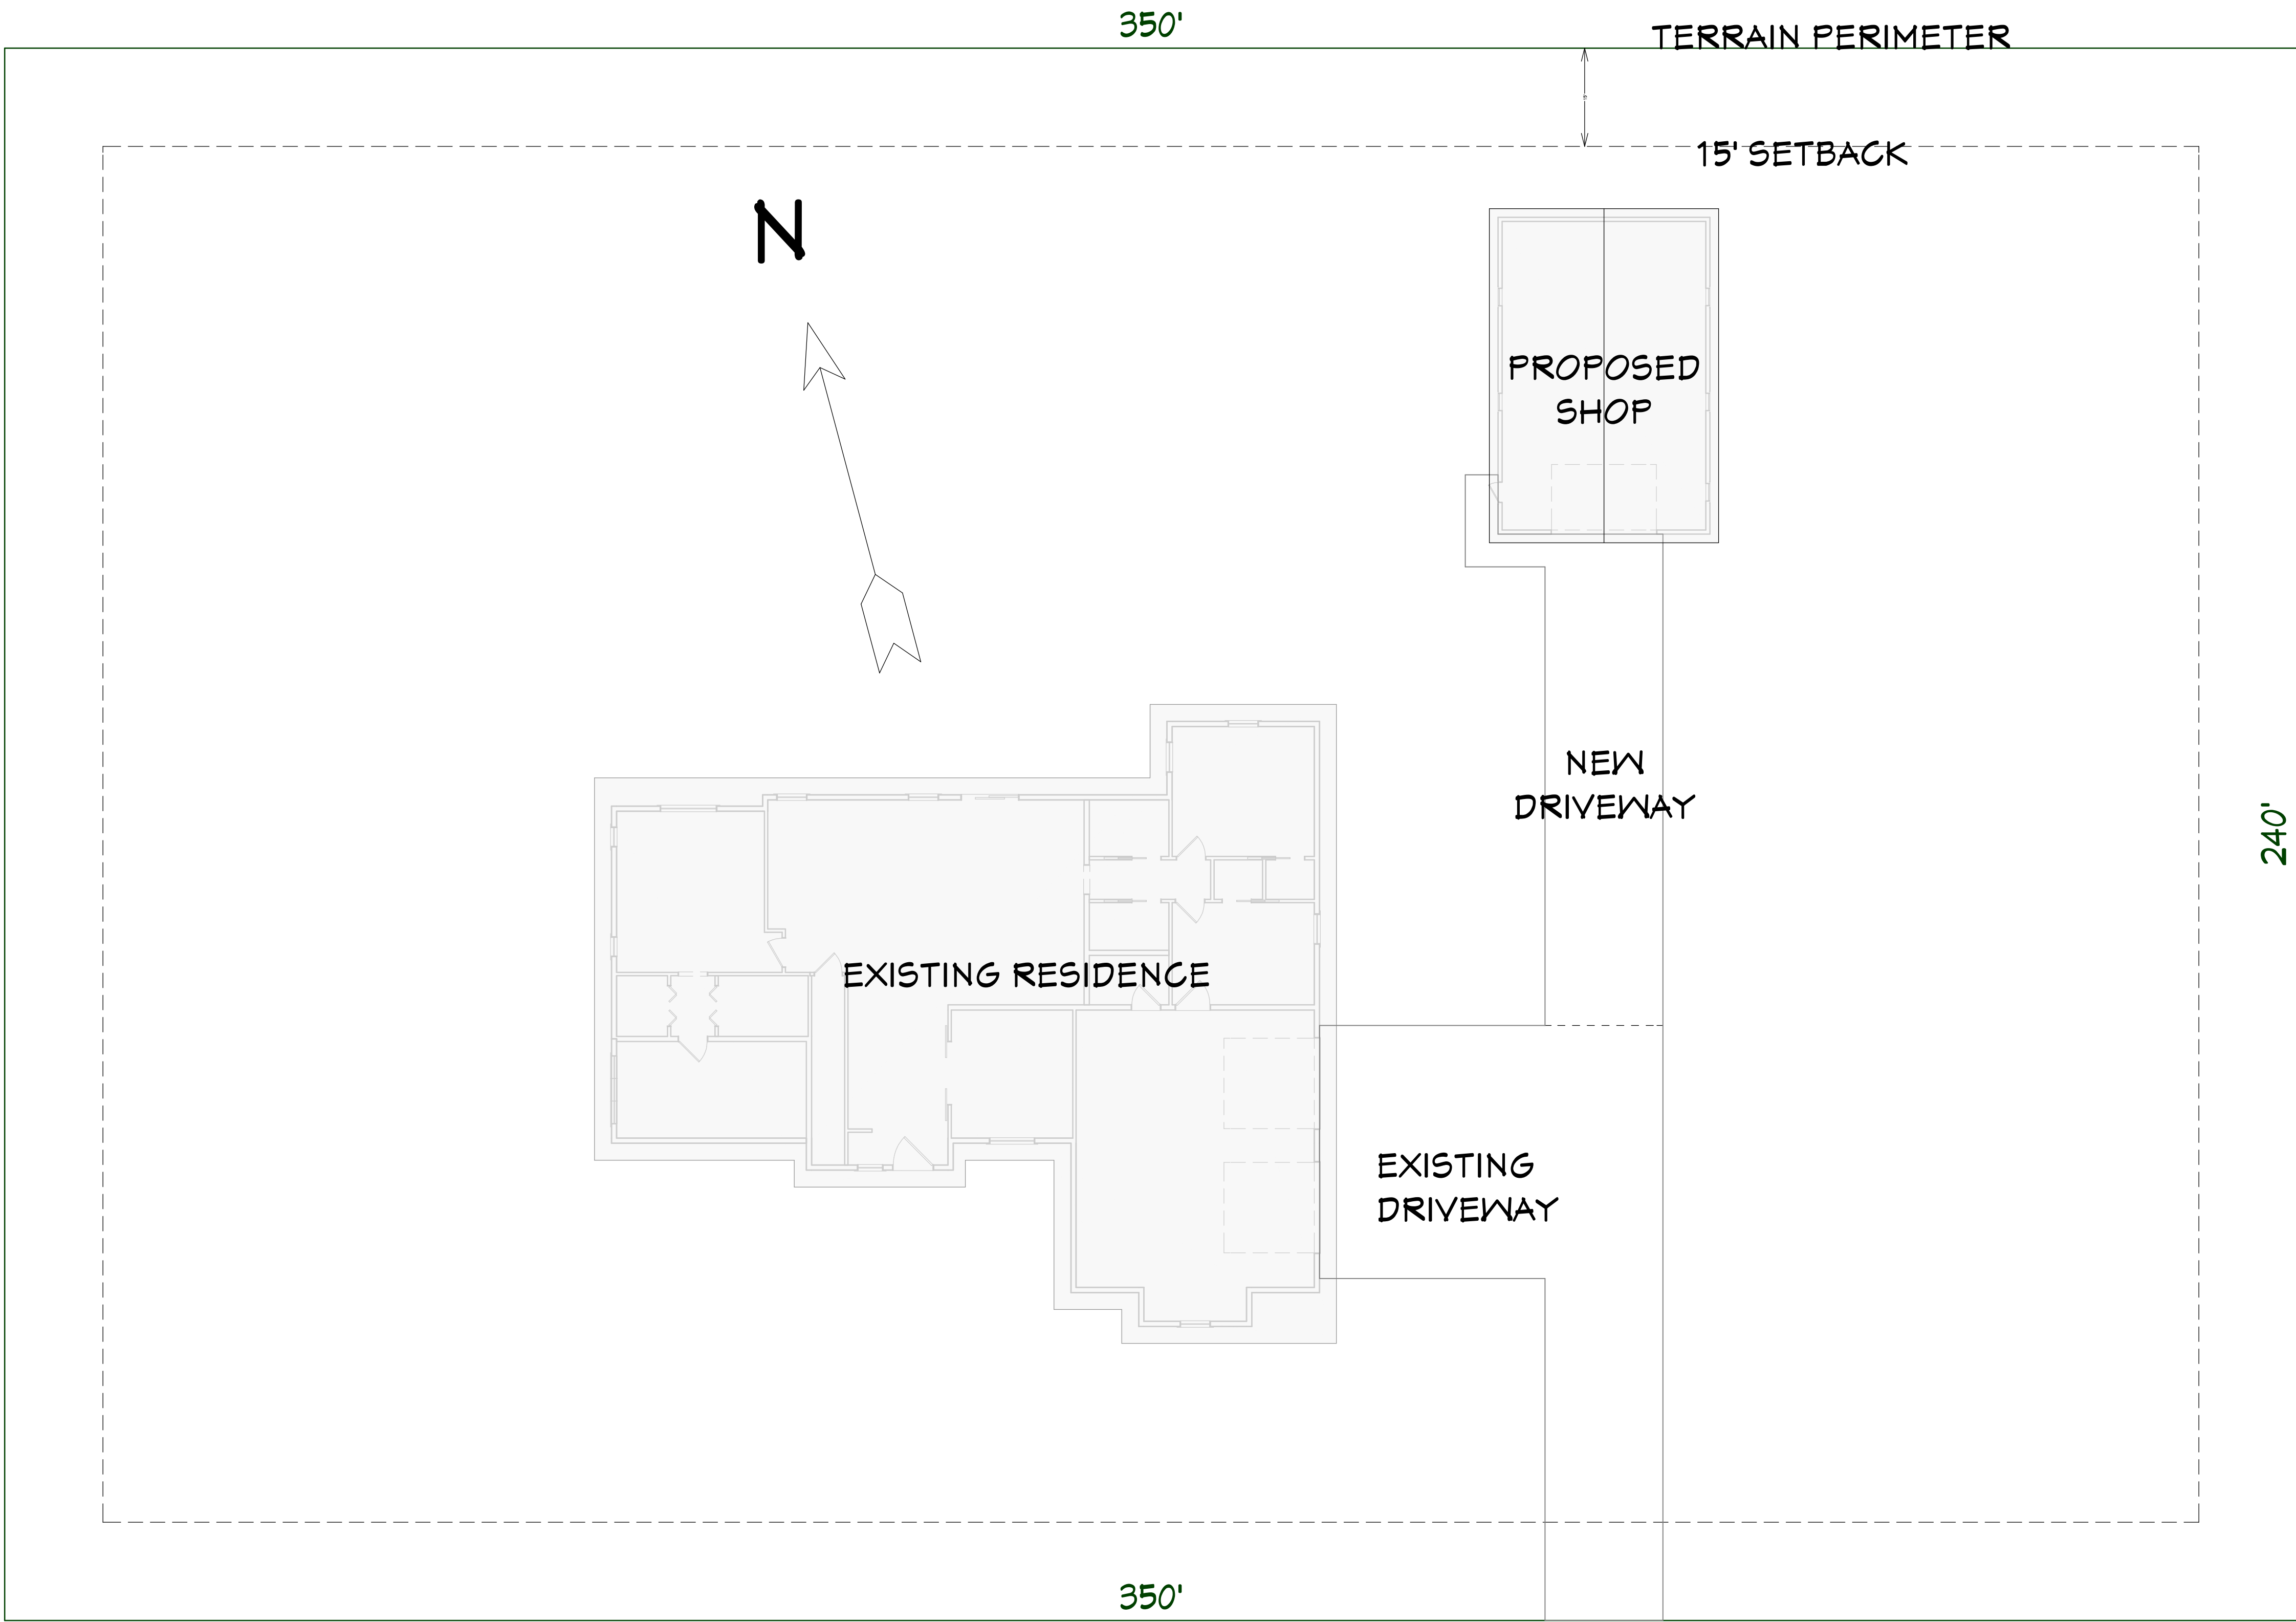 350'
TERRAIN PERIMETER
15' SETBACK
N
PROPOSED
SHOP
NEW
DRIVEWAY
240'
EXISTING RESIDENCE
EXISTING
DRIVEWAY
350'